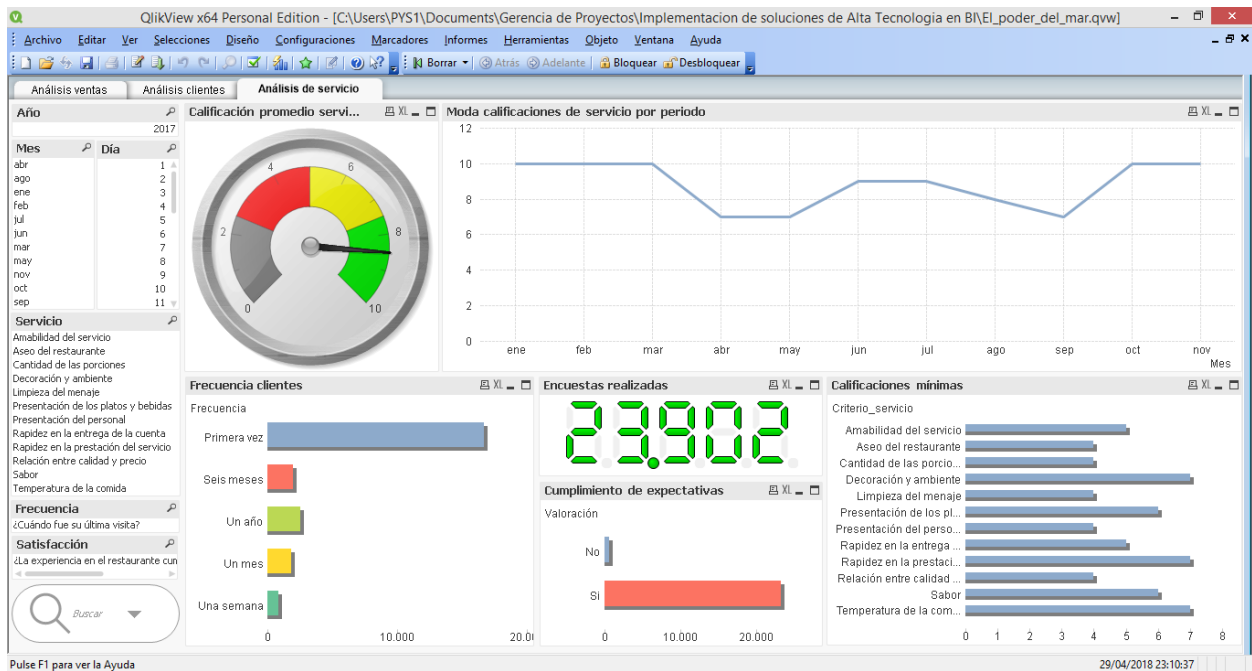 QlikView x64 Personal Edition - [C:\Users\PYS1\Documents\Gerencia de Proyectos\Implementacion de soluciones de Alta Tecnologia en BI\El_poder_del_mar.qvw]
Archivo Editar Ver Selecciones Diseño Configuraciones Marcadores Informes Herramientas Objeto Ventana Ayuda
Borrar Atrás Adelante Bloquear Desbloquear
Análisis ventas Análisis clientes Análisis de servicio
Año
2017
Mes Día
abr 1
ago 2
ene 3
feb 4
jul 5
jun 6
mar 7
may 8
nov 9
oct 10
sep 11
Servicio
Amabilidad del servicio
Aseo del restaurante
Cantidad de las porciones
Decoración y ambiente
Limpieza del menaje
Presentación de los platos y bebidas
Presentación del personal
Rapidez en la entrega de la cuenta
Rapidez en la prestación del servicio
Relación entre calidad y precio
Sabor
Temperatura de la comida
Frecuencia
¿Cuándo fue su última visita?
Satisfacción
¿La experiencia en el restaurante cun
Buscar
Calificación promedio servi... XL
0 2 4 6 8 10
Moda calificaciones de servicio por periodo XL
12
10
8
6
4
2
0
ene feb mar abr may jun jul ago sep oct nov
Mes
Frecuencia clientes XL
Frecuencia
Primera vez
Seis meses
Un año
Un mes
Una semana
0 10.000 20.0
Encuestas realizadas XL
23.902
Cumplimiento de expectativas XL
Valoración
No
Si
0 10.000 20.000
Calificaciones mínimas XL
Criterio_servicio
Amabilidad del servicio
Aseo del restaurante
Cantidad de las porcio...
Decoración y ambiente
Limpieza del menaje
Presentación de los pl...
Presentación del perso...
Rapidez en la entrega ...
Rapidez en la prestaci...
Relación entre calidad ...
Sabor
Temperatura de la com...
0 1 2 3 4 5 6 7 8
Pulse F1 para ver la Ayuda
29/04/2018 23:10:37